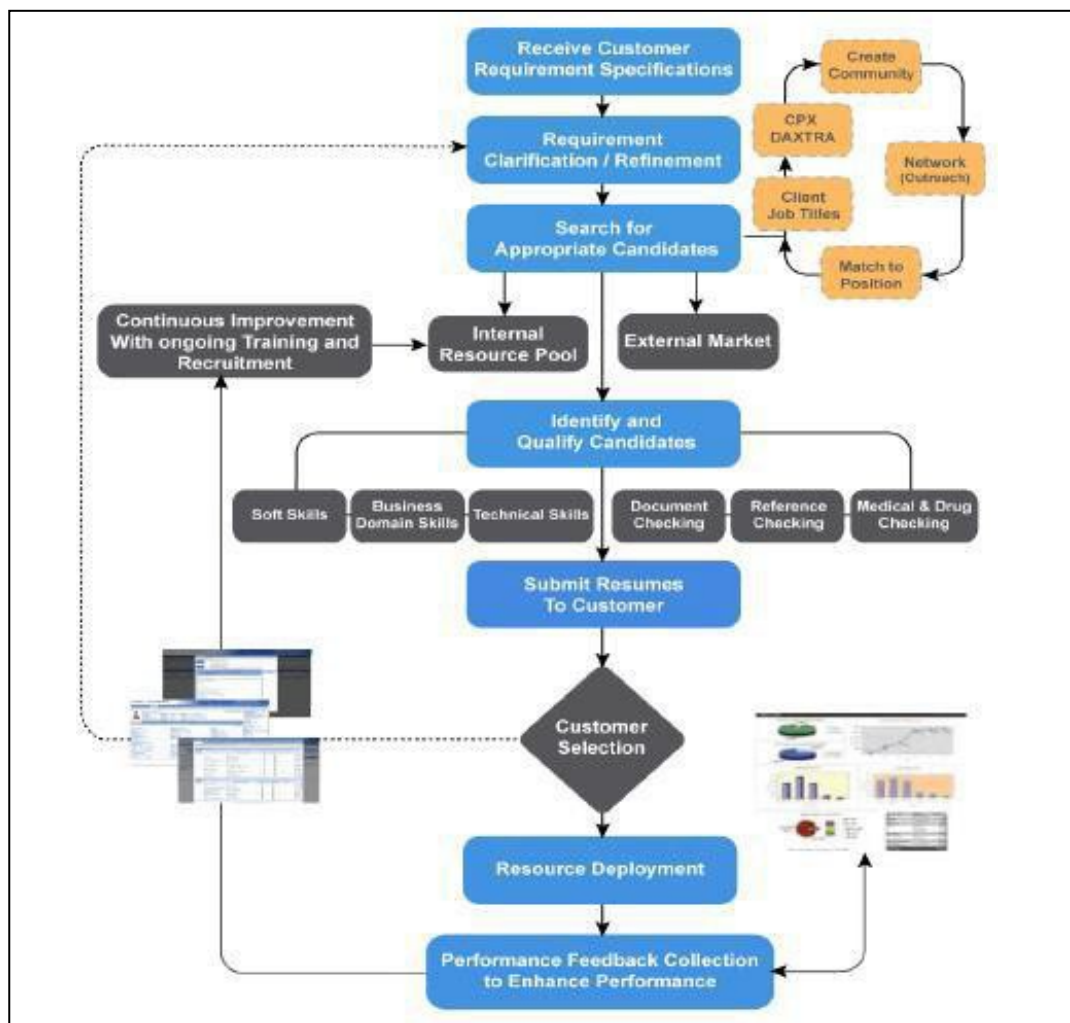 Receive Customer
Requirement Specifications
Create
Community
CPX
DAXTRA
Requirement
Clarification / Refinement
Network
(Outreach)
Client
Job Titles
Search for
Appropriate Candidates
Match to
Position
Continuous Improvement
With ongoing Training and
Recruitment
Internal
Resource Pool
External Market
Identify and
Qualify Candidates
Soft Skills
Business
Domain Skills
Technical Skills
Document
Checking
Reference
Checking
Medical & Drug
Checking
Submit Resumes
To Customer
Customer
Selection
Resource Deployment
Performance Feedback Collection
to Enhance Performance